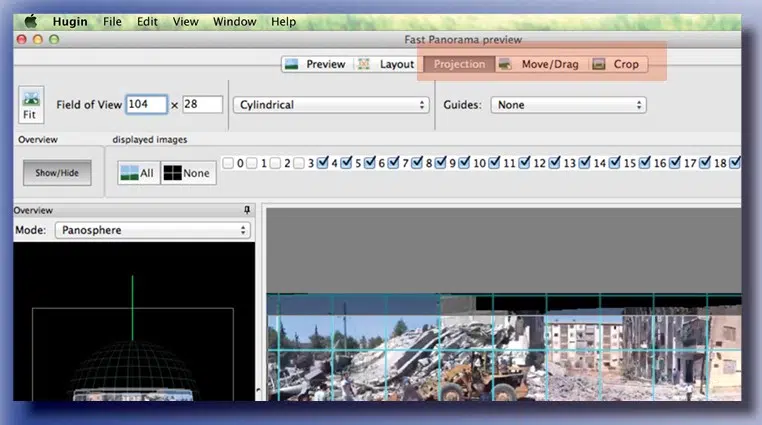 Hugin File Edit View Window Help
Fast Panorama preview
Preview Layout Projection Move/Drag Crop
Fit Field of View 104 x 28 Cylindrical Guides: None
Overview displayed images
Show/Hide All None 0 1 2 3 4 5 6 7 8 9 10 11 12 13 14 15 16 17 18
Overview
Mode: Panosphere